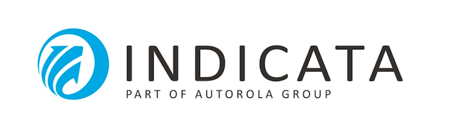 INDICATA
PART OF AUTOROLA GROUP